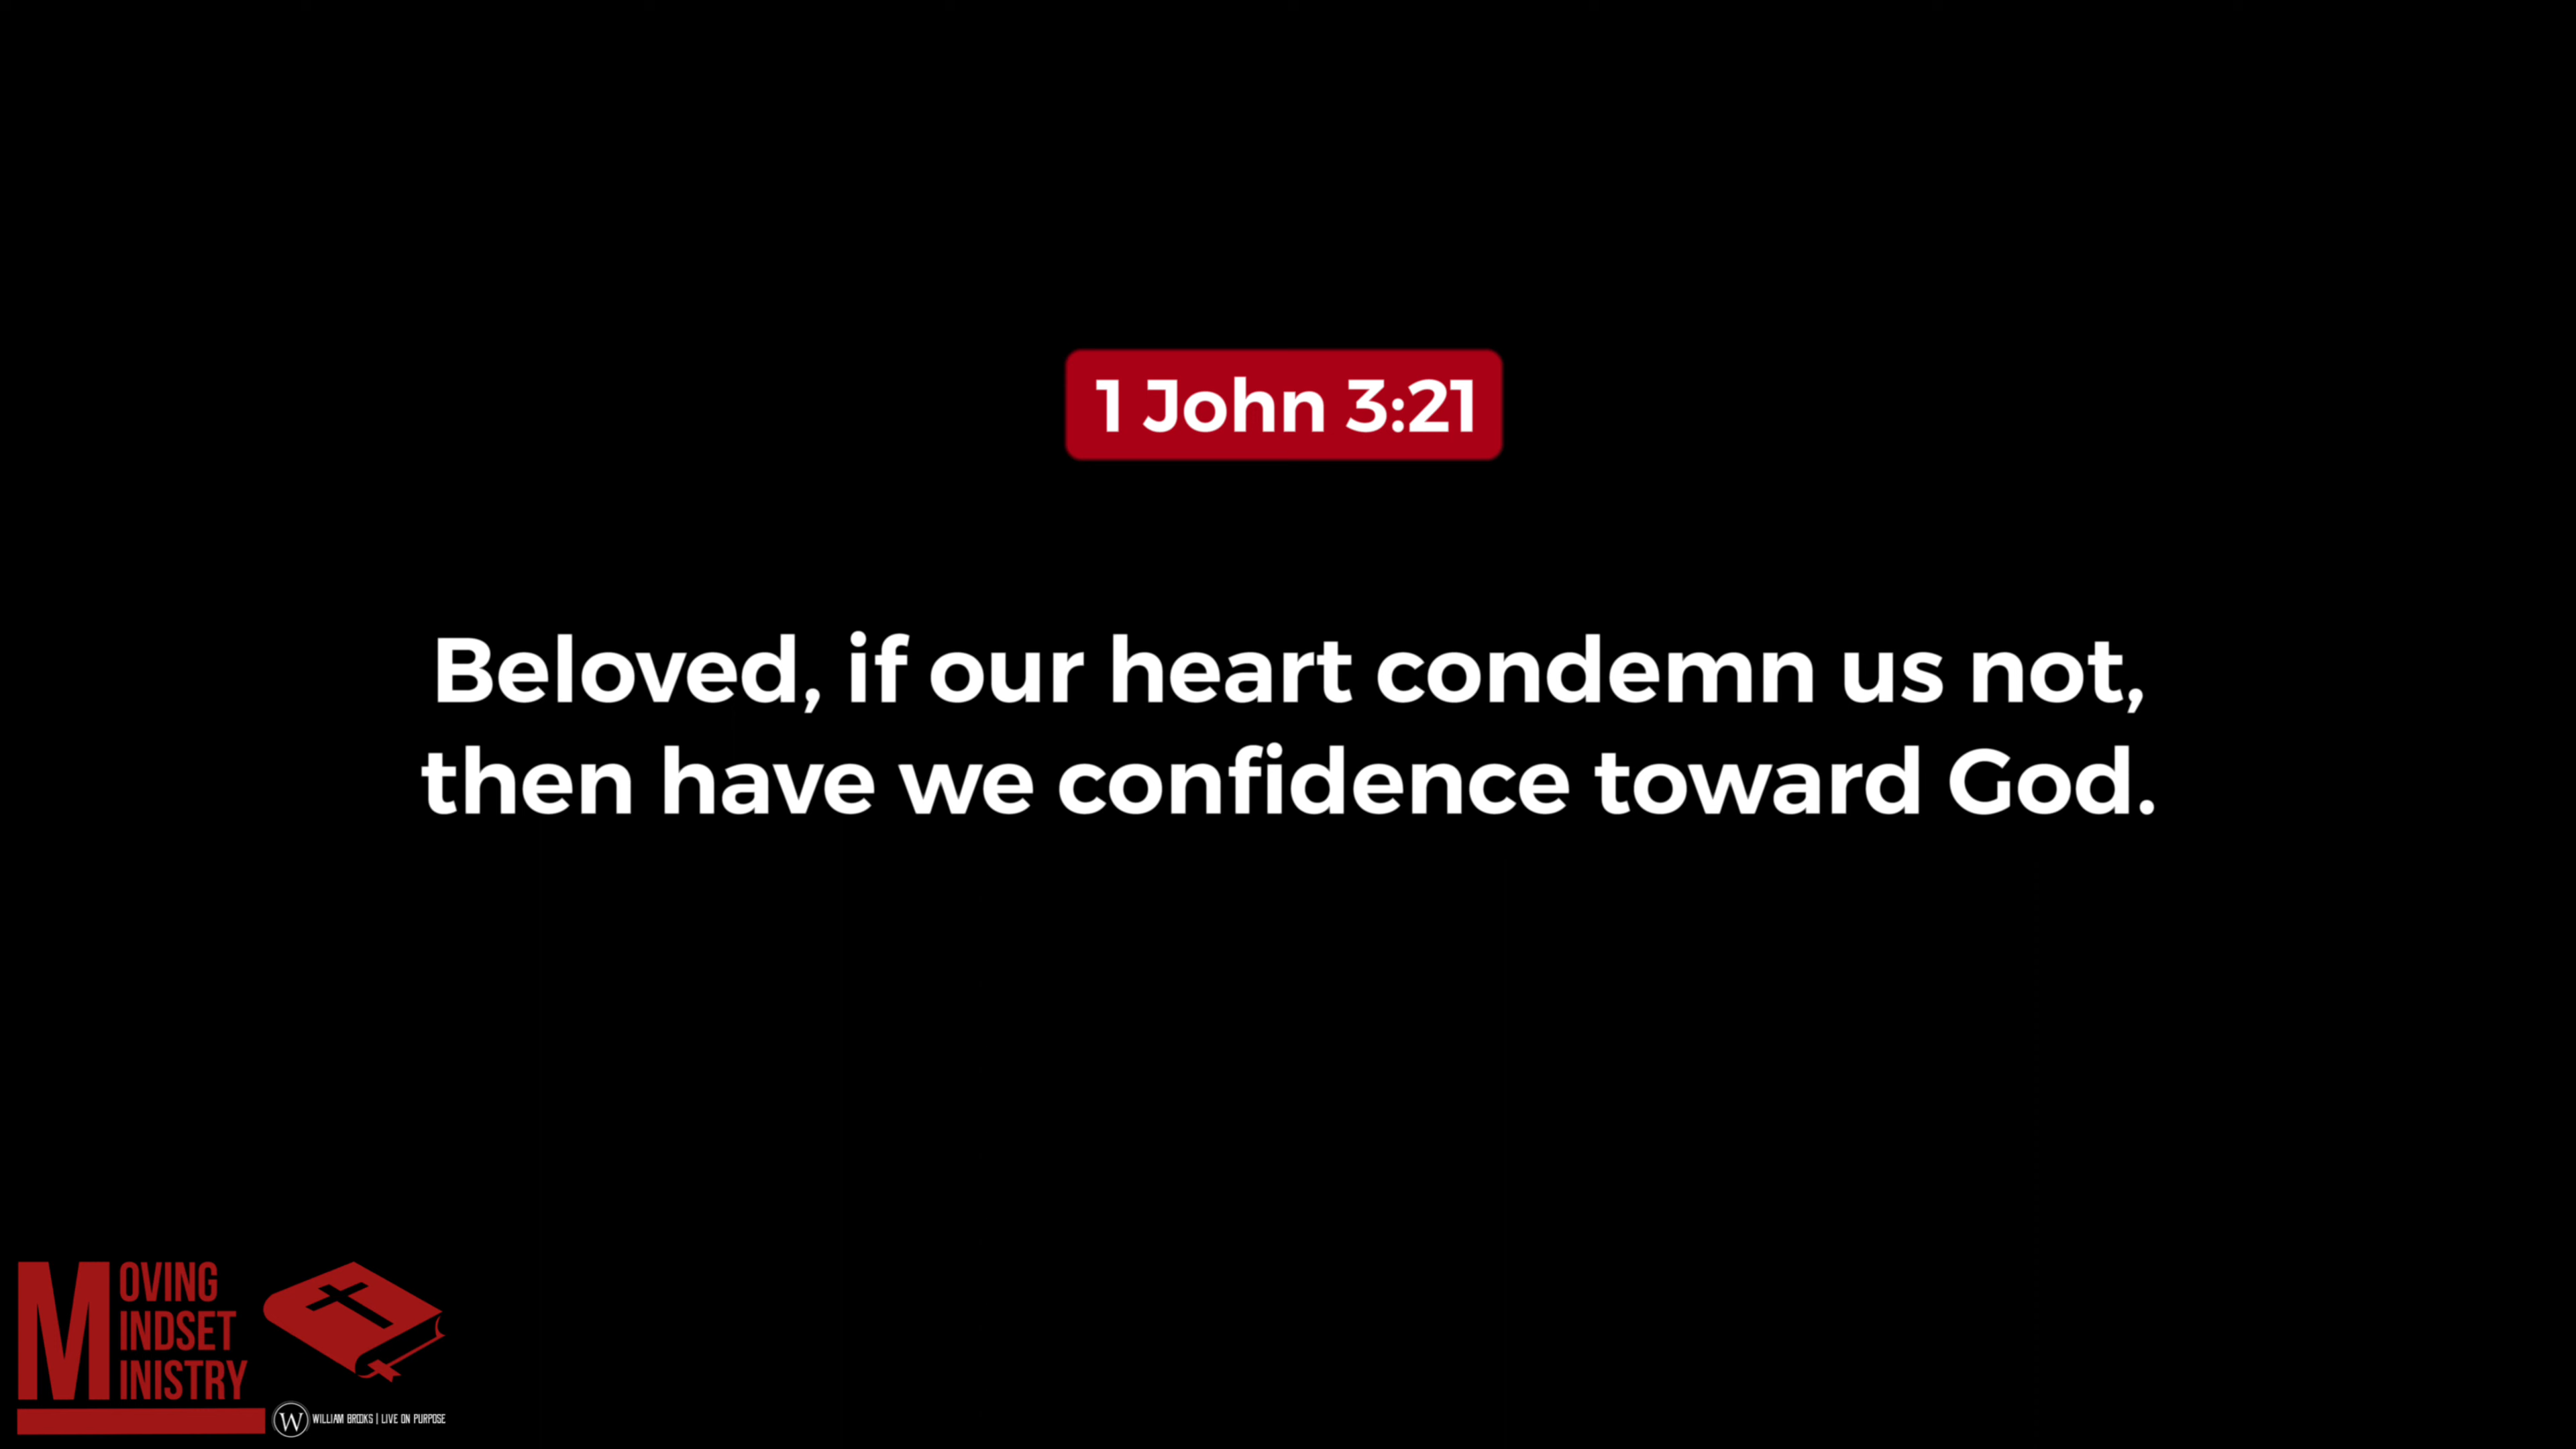 1 John 3:21
Beloved, if our heart condemn us not,
then have we confidence toward God.
MOVING
MINDSET
MINISTRY
W WILLIAM BROOKS | LIVE ON PURPOSE